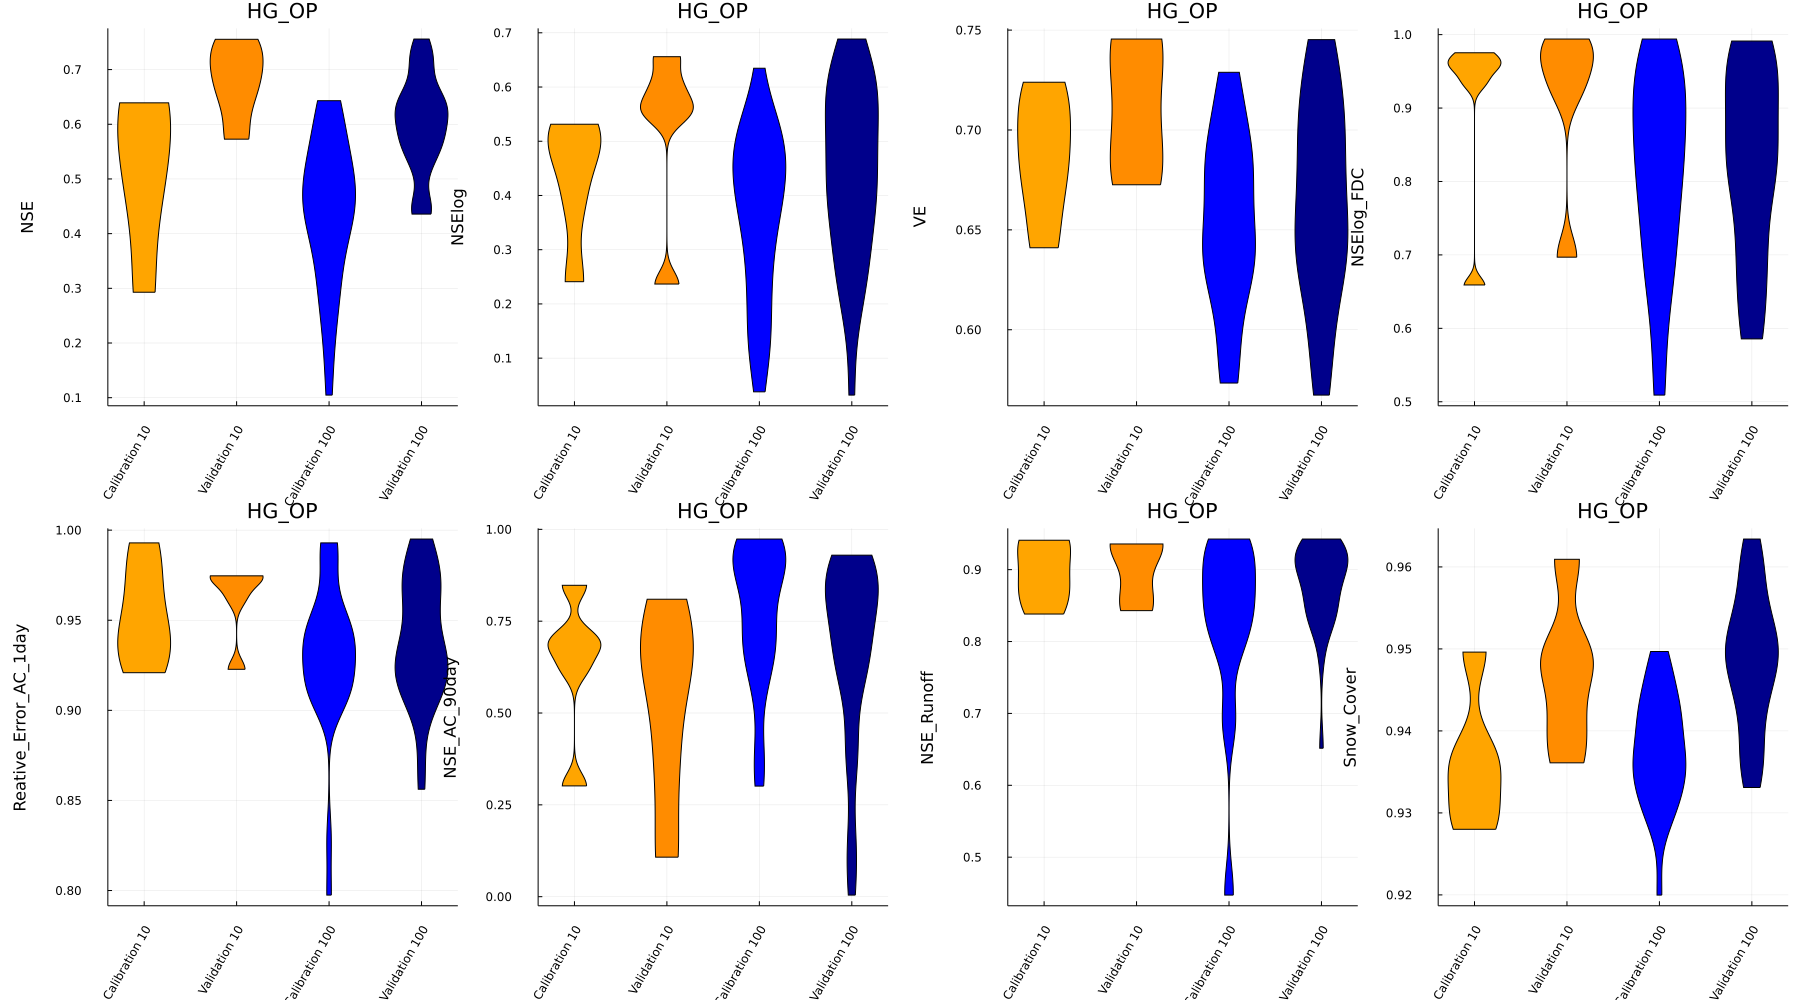 HG_OP
NSE
0.7
0.6
0.5
0.4
0.3
0.2
0.1
Calibration 10
Validation 10
Calibration 100
Validation 100
HG_OP
NSElog
0.7
0.6
0.5
0.4
0.3
0.2
0.1
Calibration 10
Validation 10
Calibration 100
Validation 100
HG_OP
VE
0.75
0.70
0.65
0.60
Calibration 10
Validation 10
Calibration 100
Validation 100
HG_OP
NSElog_FDC
1.0
0.9
0.8
0.7
0.6
0.5
Calibration 10
Validation 10
Calibration 100
Validation 100
HG_OP
Reative_Error_AC_1day
1.00
0.95
0.90
0.85
0.80
Calibration 10
Validation 10
Calibration 100
Validation 100
HG_OP
NSE_AC_90day
1.00
0.75
0.50
0.25
0.00
Calibration 10
Validation 10
Calibration 100
Validation 100
HG_OP
NSE_Runoff
0.9
0.8
0.7
0.6
0.5
Calibration 10
Validation 10
Calibration 100
Validation 100
HG_OP
Snow_Cover
0.96
0.95
0.94
0.93
0.92
Calibration 10
Validation 10
Calibration 100
Validation 100